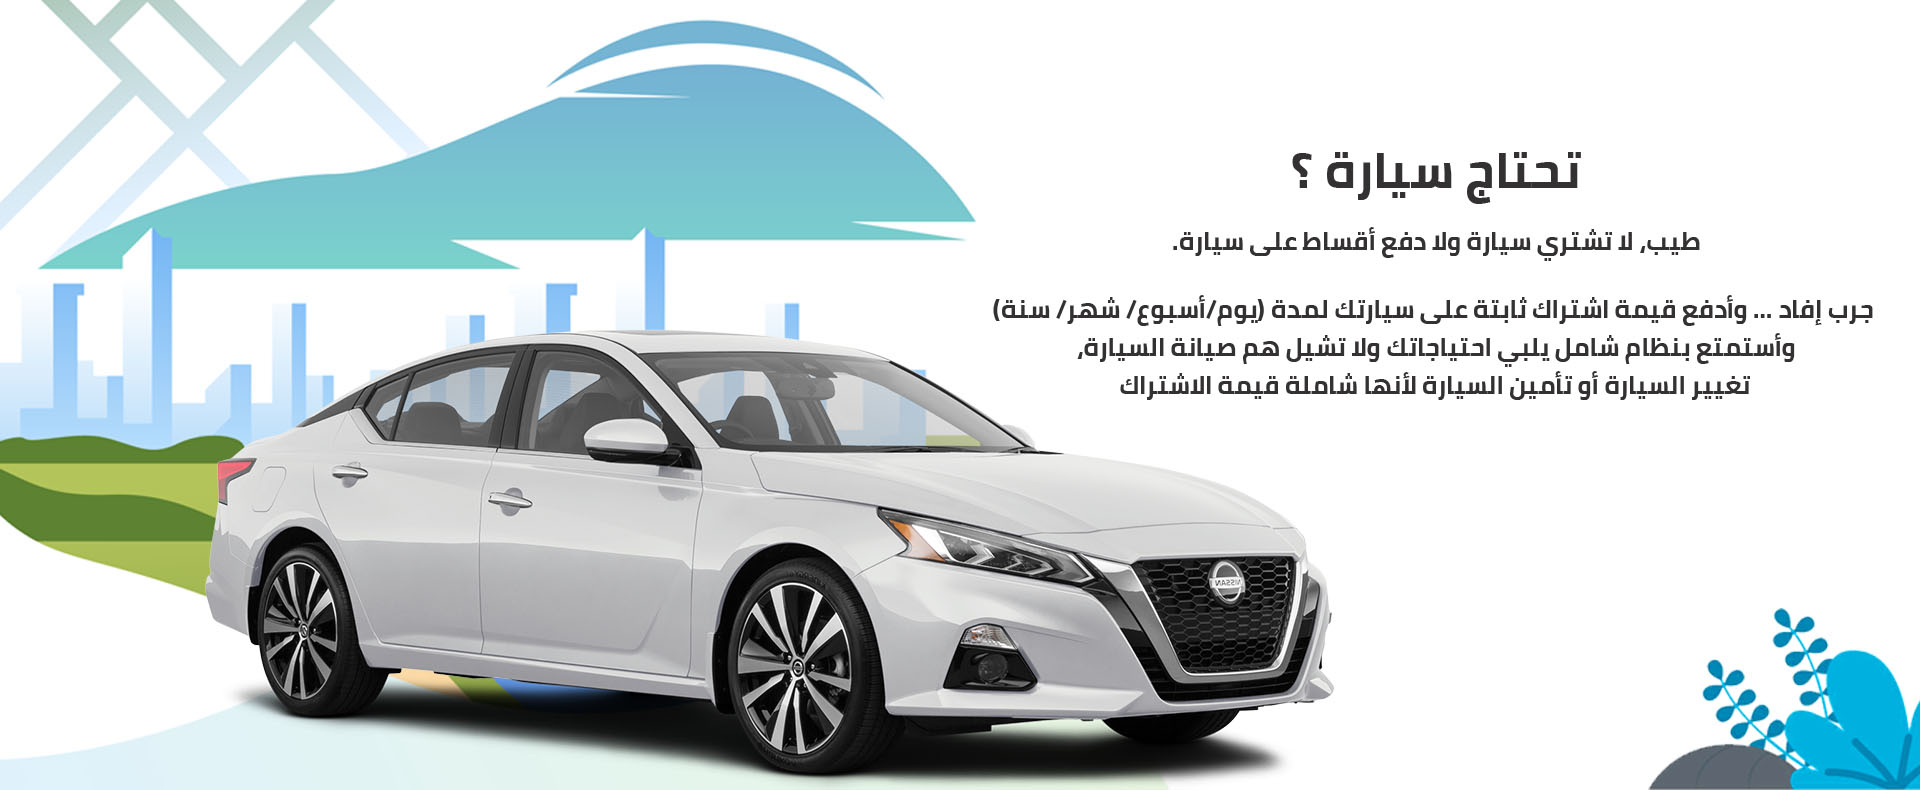 تحتاج سيارة ؟
طيب، لا تشتري سيارة ولا دفع أقساط على سيارة.
جرب إفاد ... وأدفع قيمة اشتراك ثابتة على سيارتك لمدة (يوم/أسبوع/ شهر/ سنة)
وأستمتع بنظام شامل يلبي احتياجاتك ولا تشيل هم صيانة السيارة،
تغيير السيارة أو تأمين السيارة لأنها شاملة قيمة الاشتراك
NISSAN